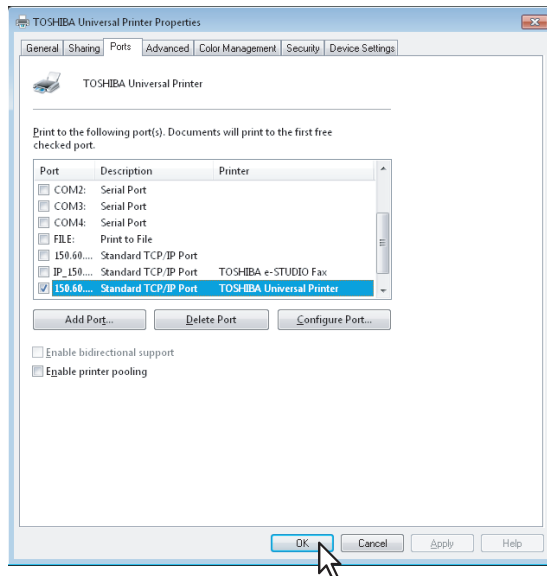 TOSHIBA Universal Printer Properties
General Sharing Ports Advanced Color Management Security Device Settings
TOSHIBA Universal Printer
Print to the following port(s). Documents will print to the first free
checked port.
Port Description Printer
COM2: Serial Port
COM3: Serial Port
COM4: Serial Port
FILE: Print to File
150.60.... Standard TCP/IP Port
IP_150.... Standard TCP/IP Port TOSHIBA e-STUDIO Fax
150.60.... Standard TCP/IP Port TOSHIBA Universal Printer
Add Port... Delete Port Configure Port...
Enable bidirectional support
Enable printer pooling
OK Cancel Apply Help